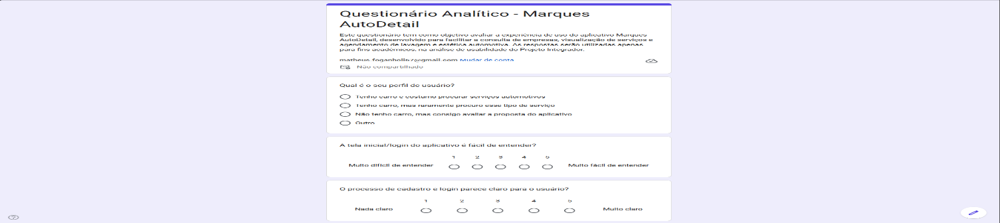 Questionário Analítico - Marques
AutoDetail
Este questionário tem como objetivo avaliar a experiência de uso do aplicativo Marques
AutoDetail, desenvolvido para facilitar a consulta de empresas, visualização de serviços e
agendamento de lavagem e estética automotiva. As respostas serão utilizadas apenas
para fins acadêmicos, na análise de usabilidade do Projeto Integrador.
matheus.foganholi67@gmail.com Mudar de conta
Não compartilhado
Qual é o seu perfil de usuário?
Tenho carro e costumo procurar serviços automotivos
Tenho carro, mas raramente procuro esse tipo de serviço
Não tenho carro, mas consigo avaliar a proposta do aplicativo
Outro
A tela inicial/login do aplicativo é fácil de entender?
1 2 3 4 5
Muito difícil de entender Muito fácil de entender
O processo de cadastro e login parece claro para o usuário?
1 2 3 4 5
Nada claro Muito claro